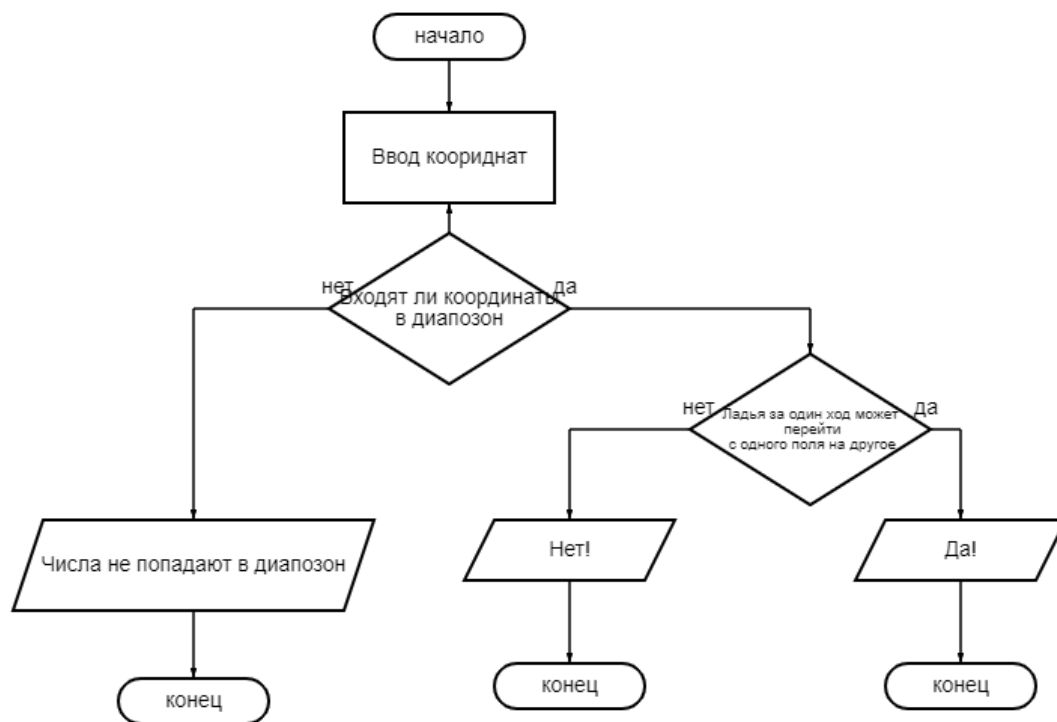 начало
Ввод коориднат
нет
да
Входят ли координаты
в диапозон
нет
да
Ладья за один ход может
перейти
с одного поля на другое
Числа не попадают в диапозон
Нет!
Да!
конец
конец
конец